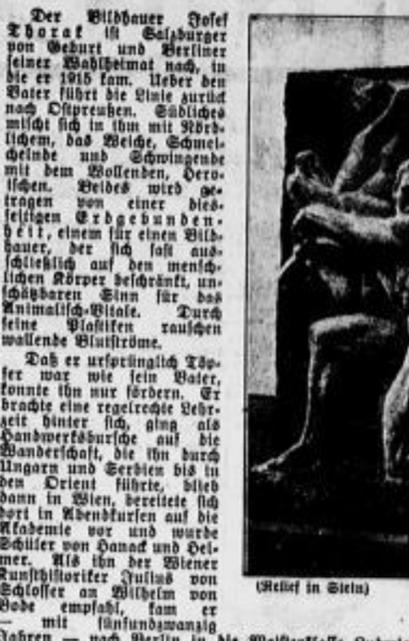 Der Bildhauer Josef
Thorak ist Salzburger
von Geburt und Berliner
seiner Wahlheimat nach, in
die er 1915 kam. Ueber den
Vater führt die Linie zurück
nach Ostpreußen. Südliches
mischt sich in ihm mit Nörd-
lichem, das Weiche, Schmei-
chelnde und Schwingende
mit dem Wollenden, Hero-
ischen. Beides wird ge-
tragen von einer dies-
seitigen Erdgebunden-
heit, einem für einen Bild-
hauer, der sich fast aus-
schließlich auf den mensch-
lichen Körper beschränkt, un-
schätzbaren Sinn für das
Animalisch-Vitale. Durch
seine Plastiken rauschen
wallende Blutströme.
Daß er ursprünglich Töp-
fer war wie sein Vater,
konnte ihn nur fördern. Er
brachte eine regelrechte Lehr-
zeit hinter sich, ging als
Handwerksbursche auf die
Wanderschaft, die ihn durch
Ungarn und Serbien bis in
den Orient führte, blieb
dann in Wien, bereitete sich
dort in Abendkursen auf die
Akademie vor und wurde
Schüler von Hanack und Hel-
mer. Als ihn der Wiener
Kunsthistoriker Julius von
Schlosser an Wilhelm von
Bode empfahl, kam er
— mit fünfundzwanzig
Jahren — nach Berlin in die Meisterklasse
(Relief in Stein)